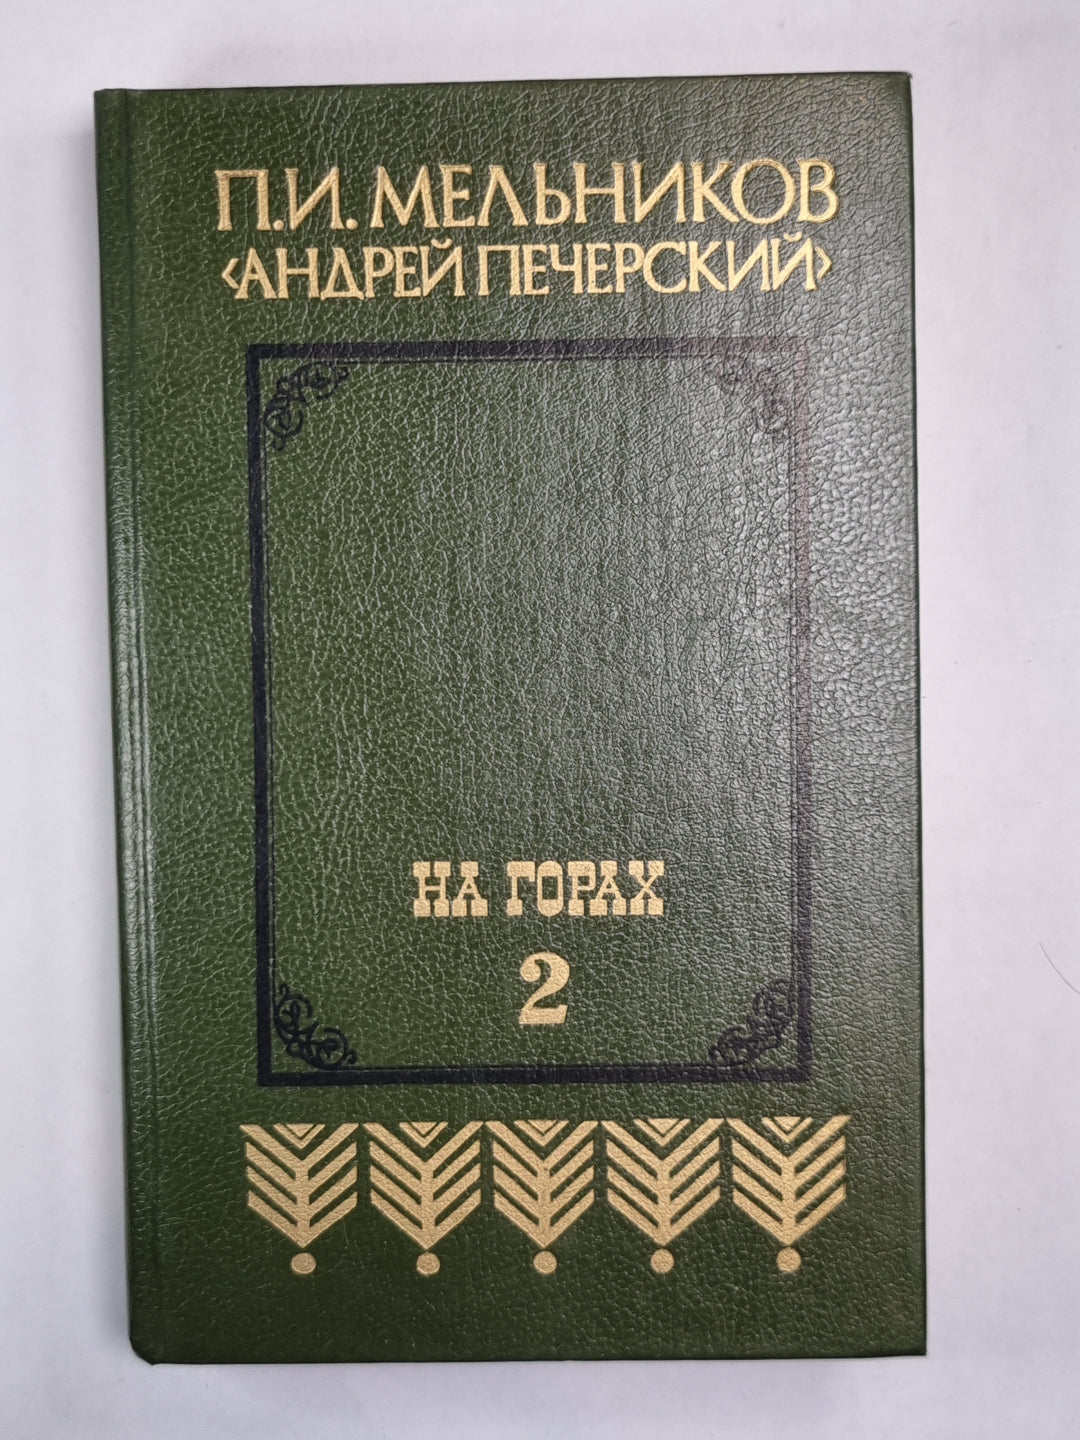 П.И. МЕЛЬНИКОВ
‹АНДРЕЙ ПЕЧЕРСКИЙ›
НА ГОРАХ
2